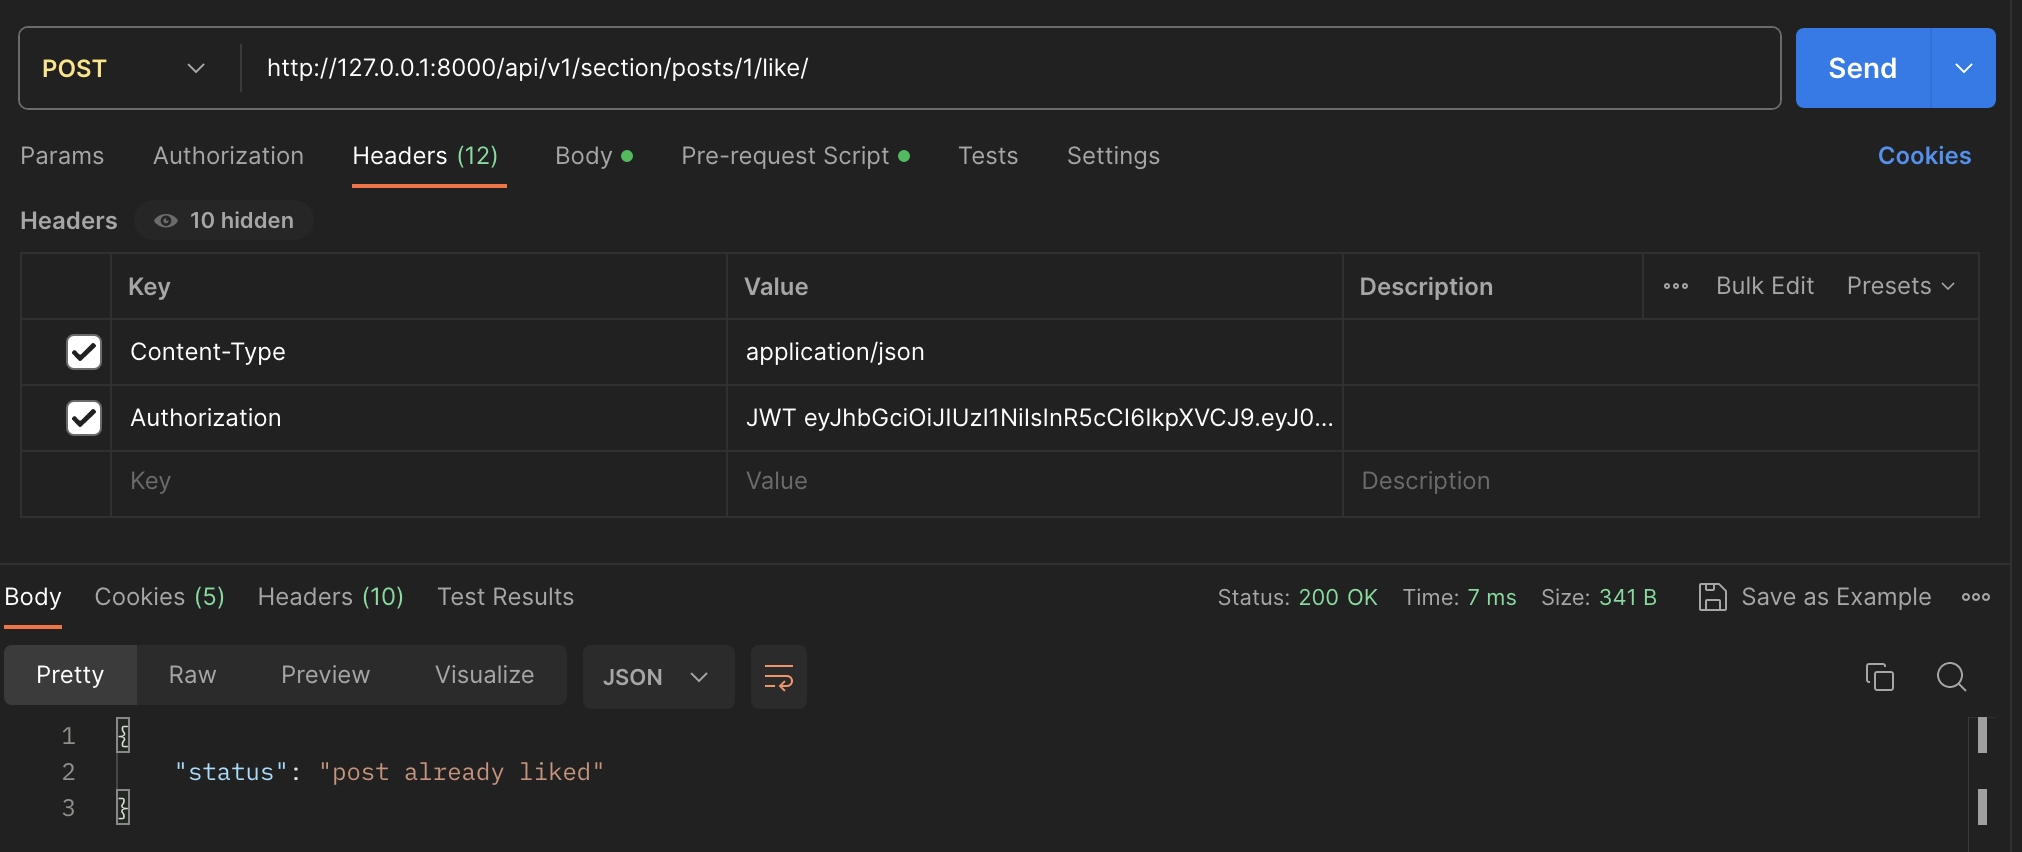 POST http://127.0.0.1:8000/api/v1/section/posts/1/like/ Send
Params Authorization Headers (12) Body Pre-request Script Tests Settings Cookies
Headers 10 hidden
Key Value Description Bulk Edit Presets
Content-Type application/json
Authorization JWT eyJhbGciOiJIUzI1NiIsInR5cCI6IkpXVCJ9.eyJ0...
Key Value Description
Body Cookies (5) Headers (10) Test Results Status: 200 OK Time: 7 ms Size: 341 B Save as Example
Pretty Raw Preview Visualize JSON
1 {
2 "status": "post already liked"
3 }